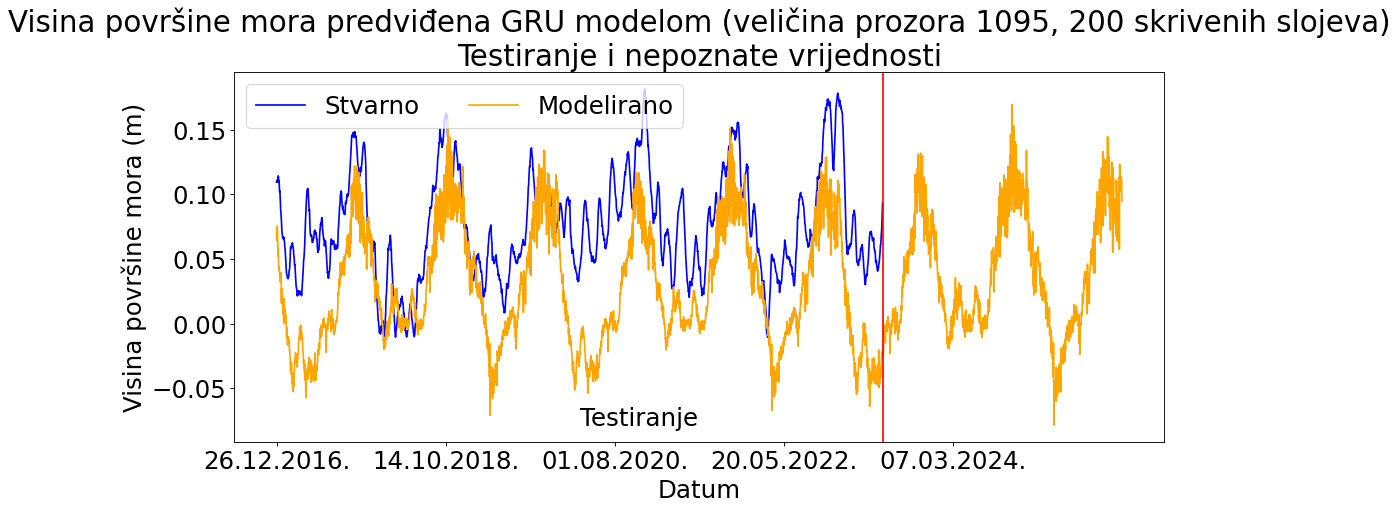 Visina površine mora predviđena GRU modelom (veličina prozora 1095, 200 skrivenih slojeva)
Testiranje i nepoznate vrijednosti
Stvarno
Modelirano
Visina površine mora (m)
0.15
0.10
0.05
0.00
−0.05
Testiranje
26.12.2016.
14.10.2018.
01.08.2020.
20.05.2022.
07.03.2024.
Datum